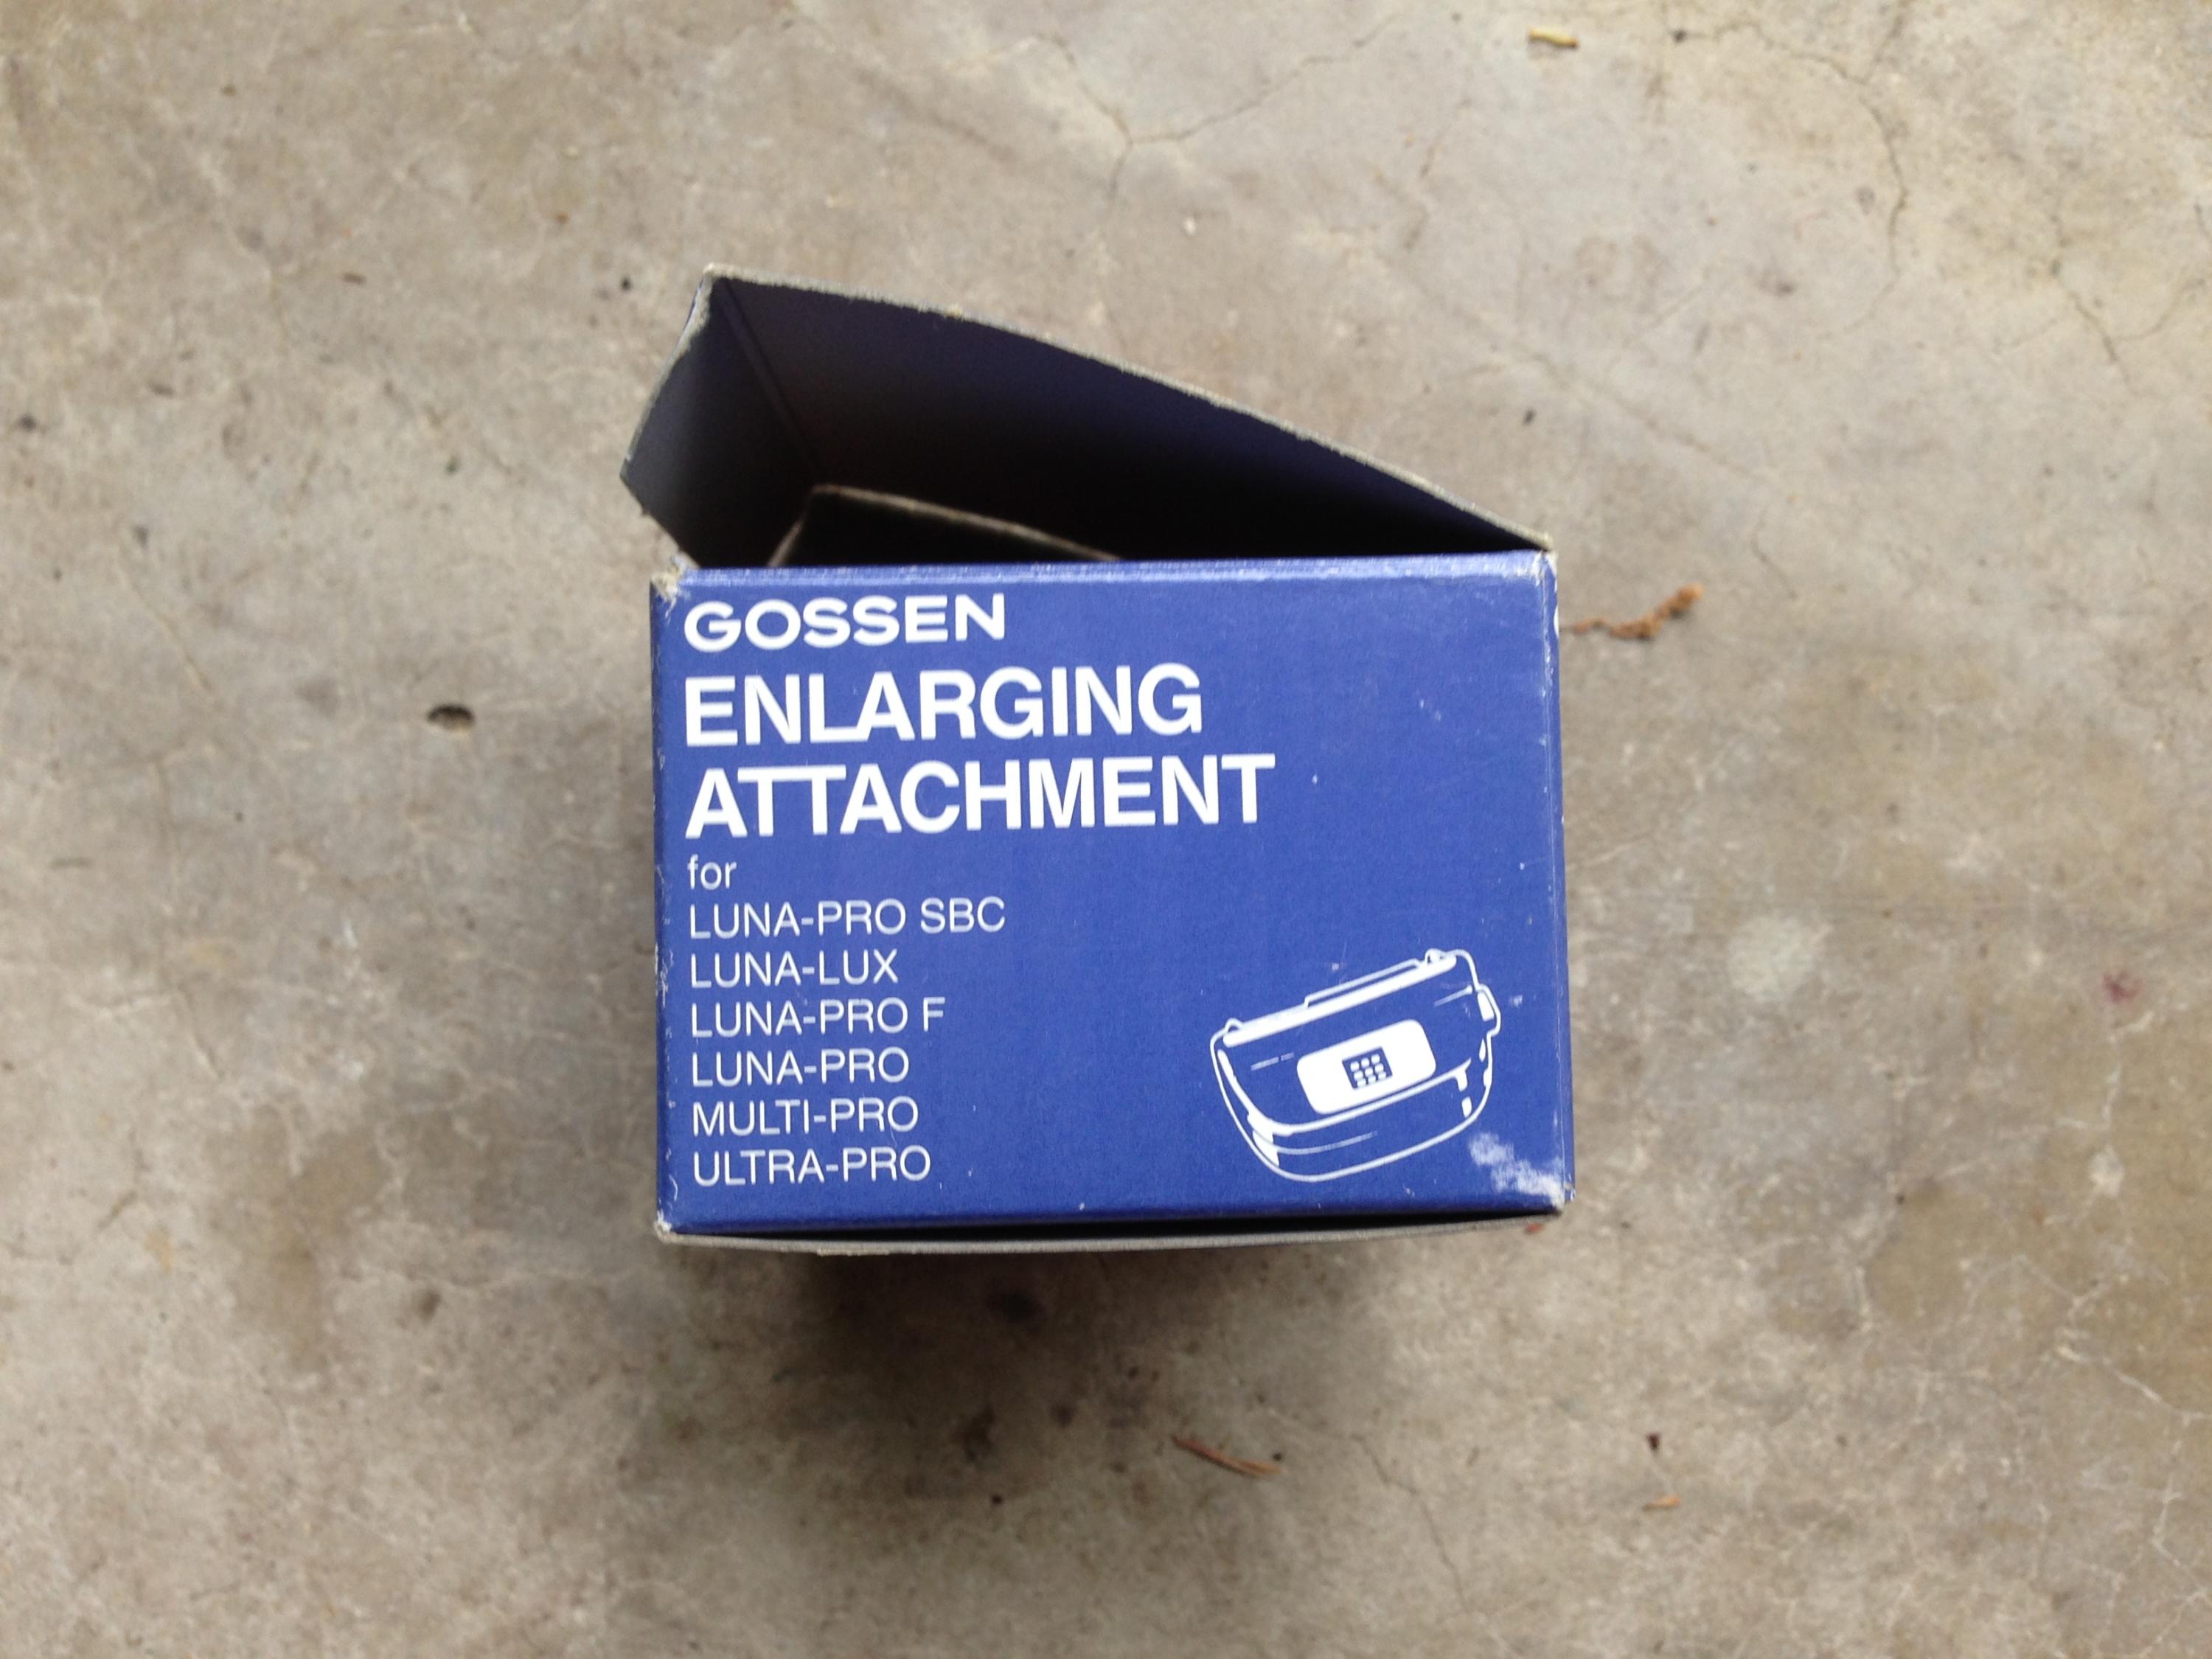 GOSSEN
ENLARGING
ATTACHMENT
for
LUNA-PRO SBC
LUNA-LUX
LUNA-PRO F
LUNA-PRO
MULTI-PRO
ULTRA-PRO